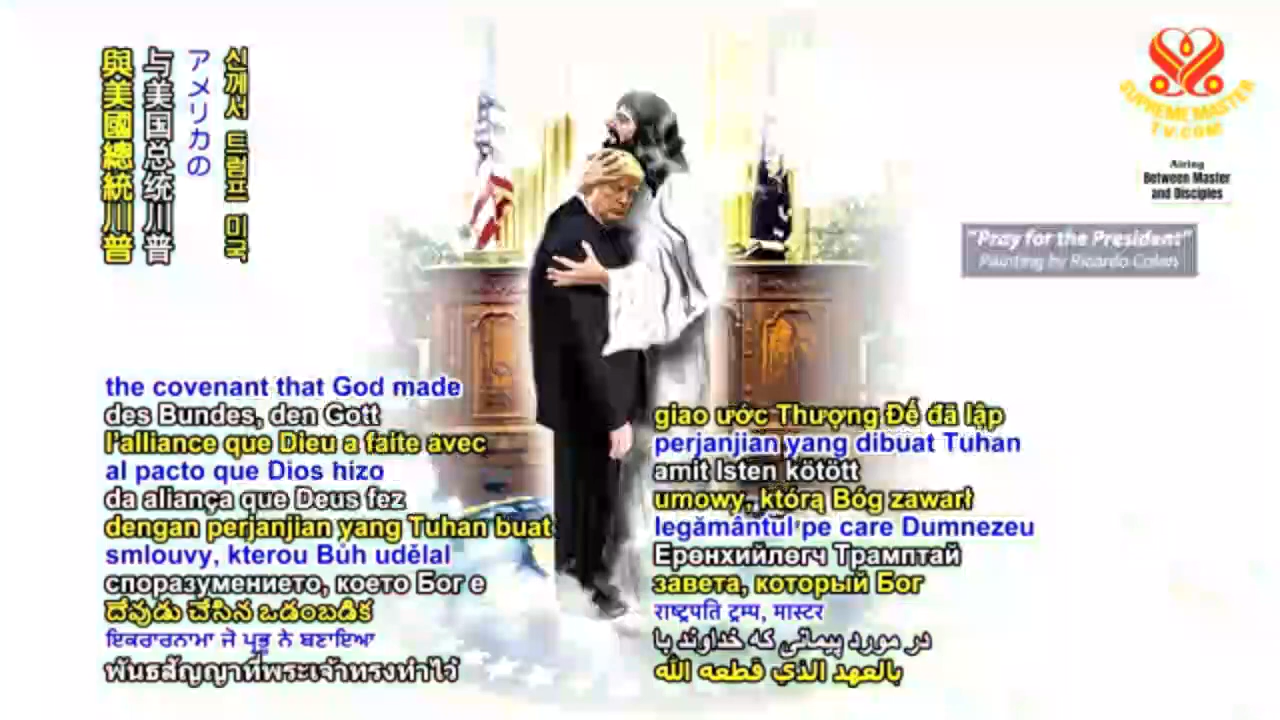 與美國總統川普
与美国总统川普
アメリカの
신께서 트럼프 미국
SUPREME MASTER
TV.COM
Airing
Between Master
and Disciples
"Pray for the President"
Painting by Ricardo Colon
the covenant that God made
des Bundes, den Gott
l'alliance que Dieu a faite avec
al pacto que Dios hizo
da aliança que Deus fez
dengan perjanjian yang Tuhan buat
smlouvy, kterou Bůh udělal
споразумението, което Бог е
దేవుడు చేసిన ఒడంబడిక
ਇਕਰਾਰਨਾਮਾ ਜੋ ਪ੍ਰਭੂ ਨੇ ਬਣਾਇਆ
พันธสัญญาที่พระเจ้าทรงทำไว้
giao ước Thượng Đế đã lập
perjanjian yang dibuat Tuhan
amit Isten kötött
umowy, którą Bóg zawarł
legământul pe care Dumnezeu
Ерөнхийлөгч Трамптай
завета, который Бог
राष्ट्रपति ट्रम्प, मास्टर
در مورد پیمانی که خداوند با
بالعهد الذي قطعه الله